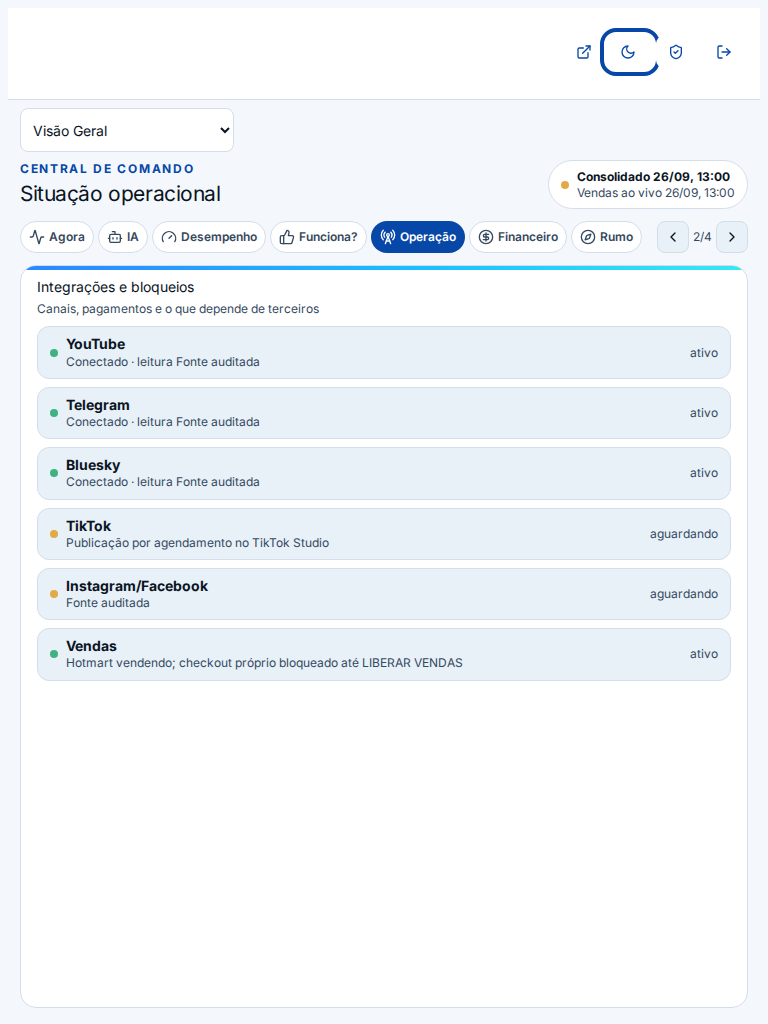 Visão Geral
CENTRAL DE COMANDO
Situação operacional
Consolidado 26/09, 13:00
Vendas ao vivo 26/09, 13:00
Agora
IA
Desempenho
Funciona?
Operação
Financeiro
Rumo
2/4
Integrações e bloqueios
Canais, pagamentos e o que depende de terceiros
YouTube
Conectado · leitura Fonte auditada
ativo
Telegram
Conectado · leitura Fonte auditada
ativo
Bluesky
Conectado · leitura Fonte auditada
ativo
TikTok
Publicação por agendamento no TikTok Studio
aguardando
Instagram/Facebook
Fonte auditada
aguardando
Vendas
Hotmart vendendo; checkout próprio bloqueado até LIBERAR VENDAS
ativo